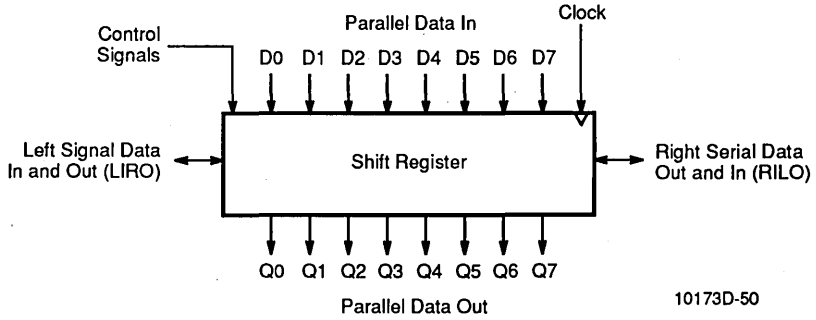 Clock
Parallel Data In
Control
Signals
D0 D1 D2 D3 D4 D5 D6 D7
Left Signal Data
In and Out (LIRO)
Shift Register
Right Serial Data
Out and In (RILO)
Q0 Q1 Q2 Q3 Q4 Q5 Q6 Q7
Parallel Data Out
10173D-50